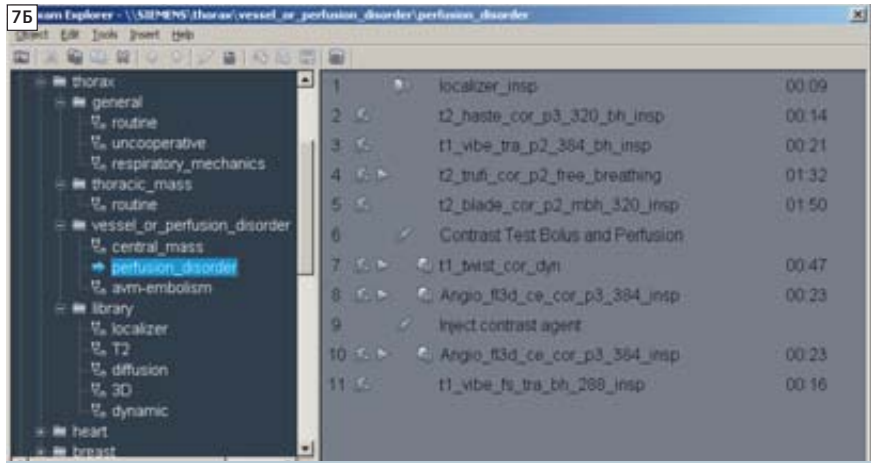 7Б
Exam Explorer - \\SIEMENS\thorax\vessel_or_perfusion_disorder\perfusion_disorder
Object Edit Tools Insert Help
thorax
general
routine
uncooperative
respiratory_mechanics
thoracic_mass
routine
vessel_or_perfusion_disorder
central_mass
perfusion_disorder
avm-embolism
library
localizer
T2
diffusion
3D
dynamic
heart
breast
1 localizer_insp 00:09
2 t2_haste_cor_p3_320_bh_insp 00:14
3 t1_vibe_tra_p2_384_bh_insp 00:21
4 t2_trufi_cor_p2_free_breathing 01:32
5 t2_blade_cor_p2_mbh_320_insp 01:50
6 Contrast Test Bolus and Perfusion
7 t1_twist_cor_dyn 00:47
8 Angio_fl3d_ce_cor_p3_384_insp 00:23
9 Inject contrast agent
10 Angio_fl3d_ce_cor_p3_384_insp 00:23
11 t1_vibe_fs_tra_bh_288_insp 00:16